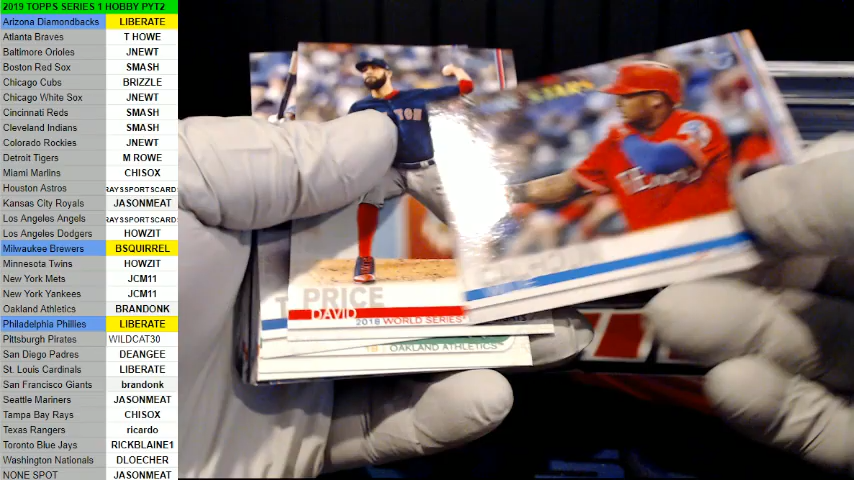 2019 TOPPS SERIES 1 HOBBY PYT2
Arizona Diamondbacks LIBERATE
Atlanta Braves T HOWE
Baltimore Orioles JNEWT
Boston Red Sox SMASH
Chicago Cubs BRIZZLE
Chicago White Sox JNEWT
Cincinnati Reds SMASH
Cleveland Indians SMASH
Colorado Rockies JNEWT
Detroit Tigers M ROWE
Miami Marlins CHISOX
Houston Astros RAYSSPORTSCARD
Kansas City Royals JASONMEAT
Los Angeles Angels RAYSSPORTSCARD
Los Angeles Dodgers HOWZIT
Milwaukee Brewers BSQUIRREL
Minnesota Twins HOWZIT
New York Mets JCM11
New York Yankees JCM11
Oakland Athletics BRANDONK
Philadelphia Phillies LIBERATE
Pittsburgh Pirates WILDCAT30
San Diego Padres DEANGEE
St. Louis Cardinals LIBERATE
San Francisco Giants brandonk
Seattle Mariners JASONMEAT
Tampa Bay Rays CHISOX
Texas Rangers ricardo
Toronto Blue Jays RICKBLAINE1
Washington Nationals DLOECHER
NONE SPOT JASONMEAT
PRICE
DAVID
2018 WORLD SERIES
OAKLAND ATHLETICS